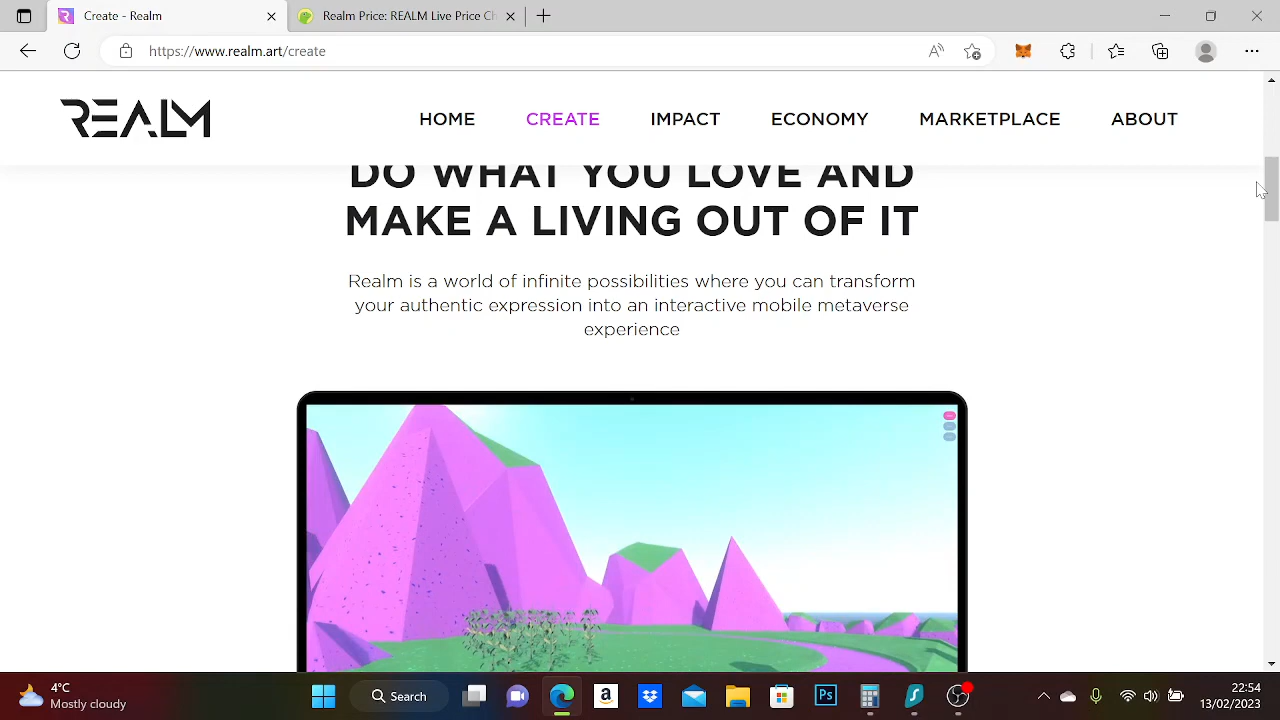 Create - Realm
Realm Price: REALM Live Price Ch
https://www.realm.art/create
REALM
HOME
CREATE
IMPACT
ECONOMY
MARKETPLACE
ABOUT
DO WHAT YOU LOVE AND
MAKE A LIVING OUT OF IT
Realm is a world of infinite possibilities where you can transform
your authentic expression into an interactive mobile metaverse
experience
4°C
Mostly cloudy
Search
Ps
22:54
13/02/2023